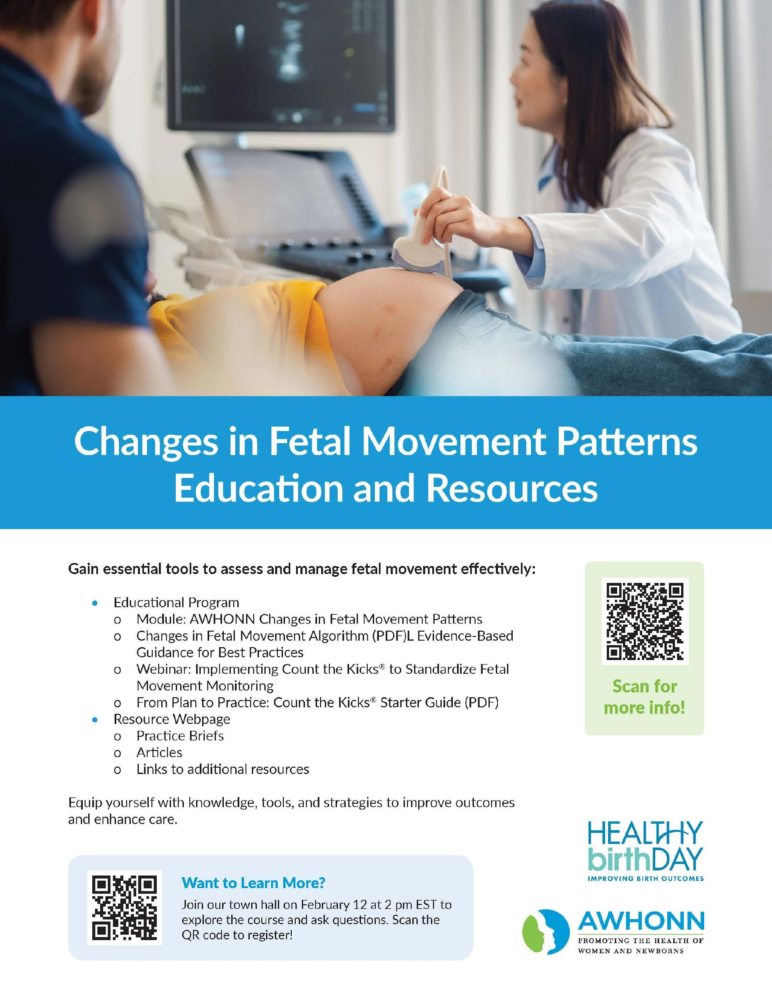 Changes in Fetal Movement Patterns
Education and Resources
Gain essential tools to assess and manage fetal movement effectively:
• Educational Program
o Module: AWHONN Changes in Fetal Movement Patterns
o Changes in Fetal Movement Algorithm (PDF)L Evidence-Based
Guidance for Best Practices
o Webinar: Implementing Count the Kicks® to Standardize Fetal
Movement Monitoring
o From Plan to Practice: Count the Kicks® Starter Guide (PDF)
• Resource Webpage
o Practice Briefs
o Articles
o Links to additional resources
Scan for
more info!
Equip yourself with knowledge, tools, and strategies to improve outcomes
and enhance care.
Want to Learn More?
Join our town hall on February 12 at 2 pm EST to
explore the course and ask questions. Scan the
QR code to register!
HEALTHY
birthDAY
IMPROVING BIRTH OUTCOMES
AWHONN
PROMOTING THE HEALTH OF
WOMEN AND NEWBORNS